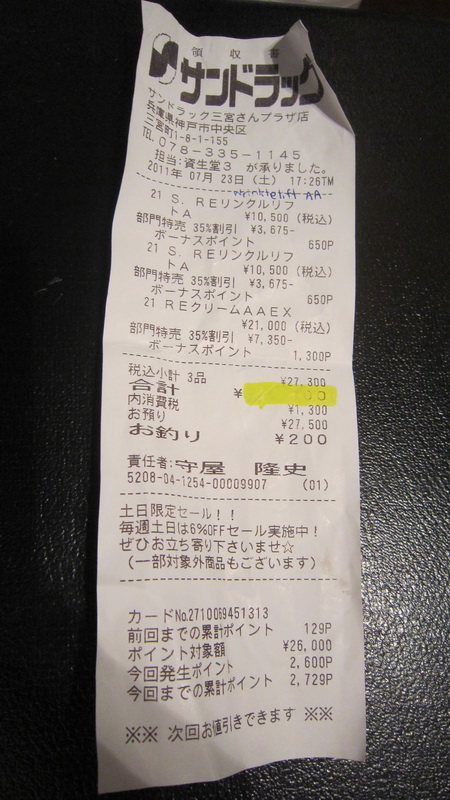 領収書
サンドラッグ
サンドラッグ三宮さんプラザ店
兵庫県神戸市中央区
三宮町1-8-1-155
TEL.078-335-1145
担当:資生堂3 が承りました。
2011年 07月 23日(土) 17:26TM
wrinklelift AA
21 S. REリンクルリフ
トA ¥10,500 (税込)
部門特売 35%割引 ¥3,675-
ボーナスポイント 650P
21 S. REリンクルリフ
トA ¥10,500 (税込)
部門特売 35%割引 ¥3,675-
ボーナスポイント 650P
21 REクリームAAEX
¥21,000 (税込)
部門特売 35%割引 ¥7,350-
ボーナスポイント 1,300P
税込小計 3品 ¥27,300
合計 ¥
内消費税 ¥1,300
お預り ¥27,500
お釣り ¥200
責任者:守屋 隆史
5208-04-1254-00009907 (01)
土日限定セール!!
毎週土日は6%OFFセール実施中!
ぜひお立ち寄り下さいませ☆
(一部対象外商品もございます)
カードNo.2710069451313
前回までの累計ポイント 129P
ポイント対象額 ¥26,000
今回発生ポイント 2,600P
今回までの累計ポイント 2,729P
※※ 次回お値引きできます ※※